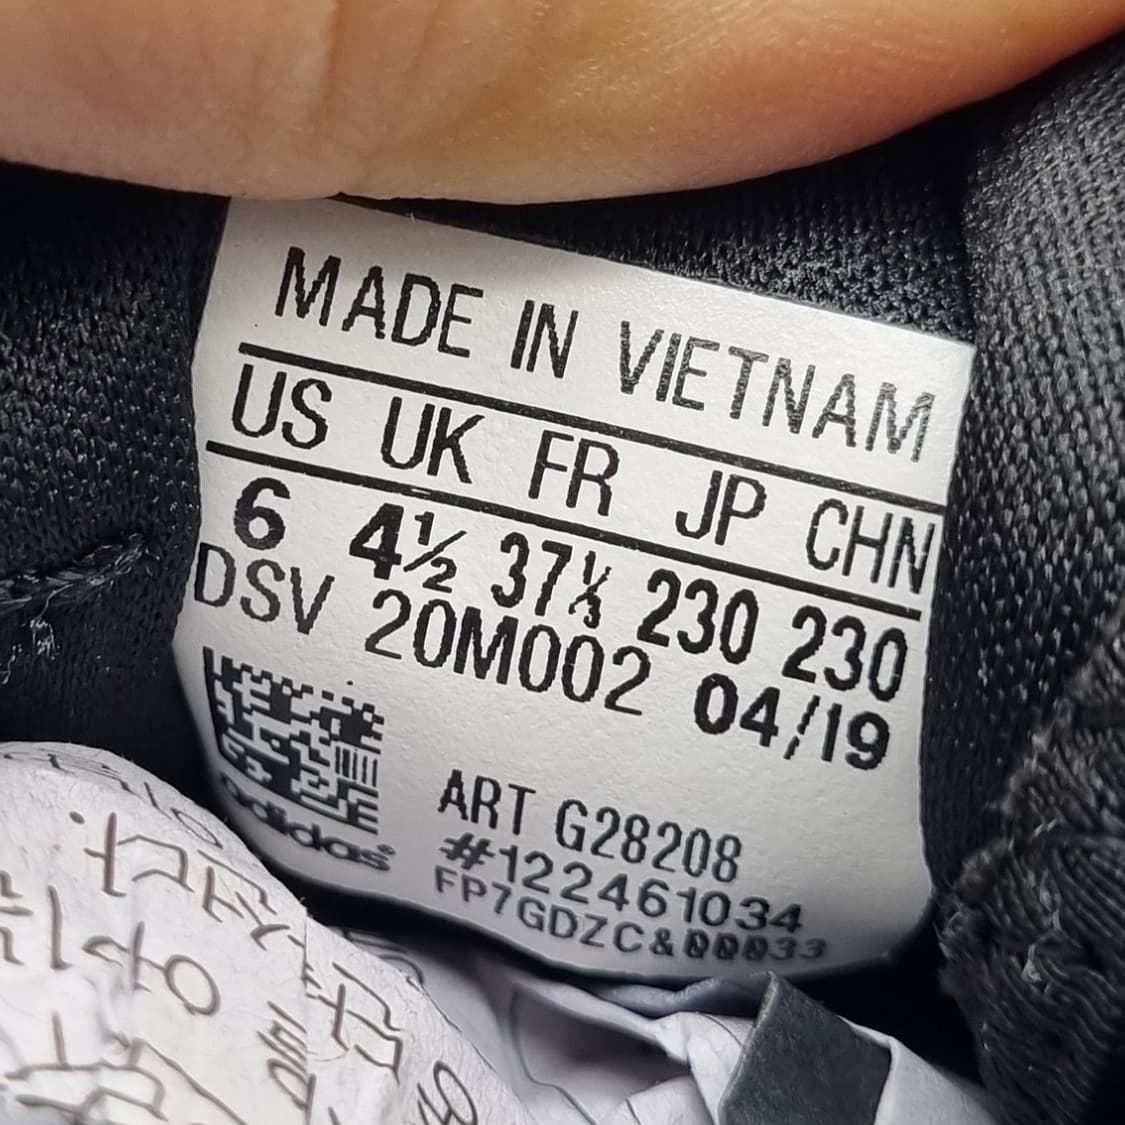 MADE IN VIETNAM
US UK FR JP CHN
6 4½ 37⅓ 230 230
DSV 20M002 04/19
adidas
ART G28208
#122461034
FP7GDZC&00033